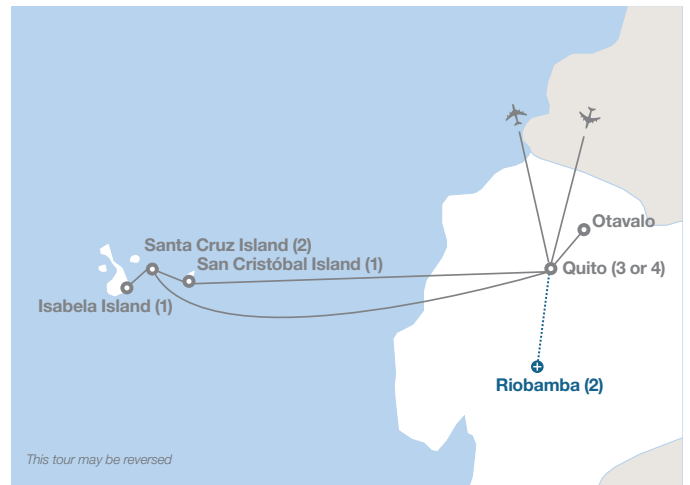 Otavalo
Santa Cruz Island (2)
San Cristóbal Island (1)
Quito (3 or 4)
Isabela Island (1)
Riobamba (2)
This tour may be reversed